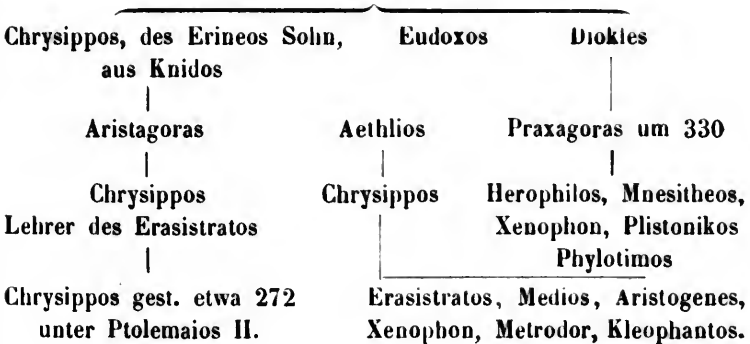 Chrysippos, des Erineos Sohn, Eudoxos Diokles
aus Knidos
Aristagoras Aethlios Praxagoras um 330
Chrysippos Chrysippos Herophilos, Mnesitheos,
Lehrer des Erasistratos Xenophon, Plistonikos
Phylotimos
Chrysippos gest. etwa 272 Erasistratos, Medios, Aristogenes,
unter Ptolemaios II. Xenophon, Metrodor, Kleophantos.